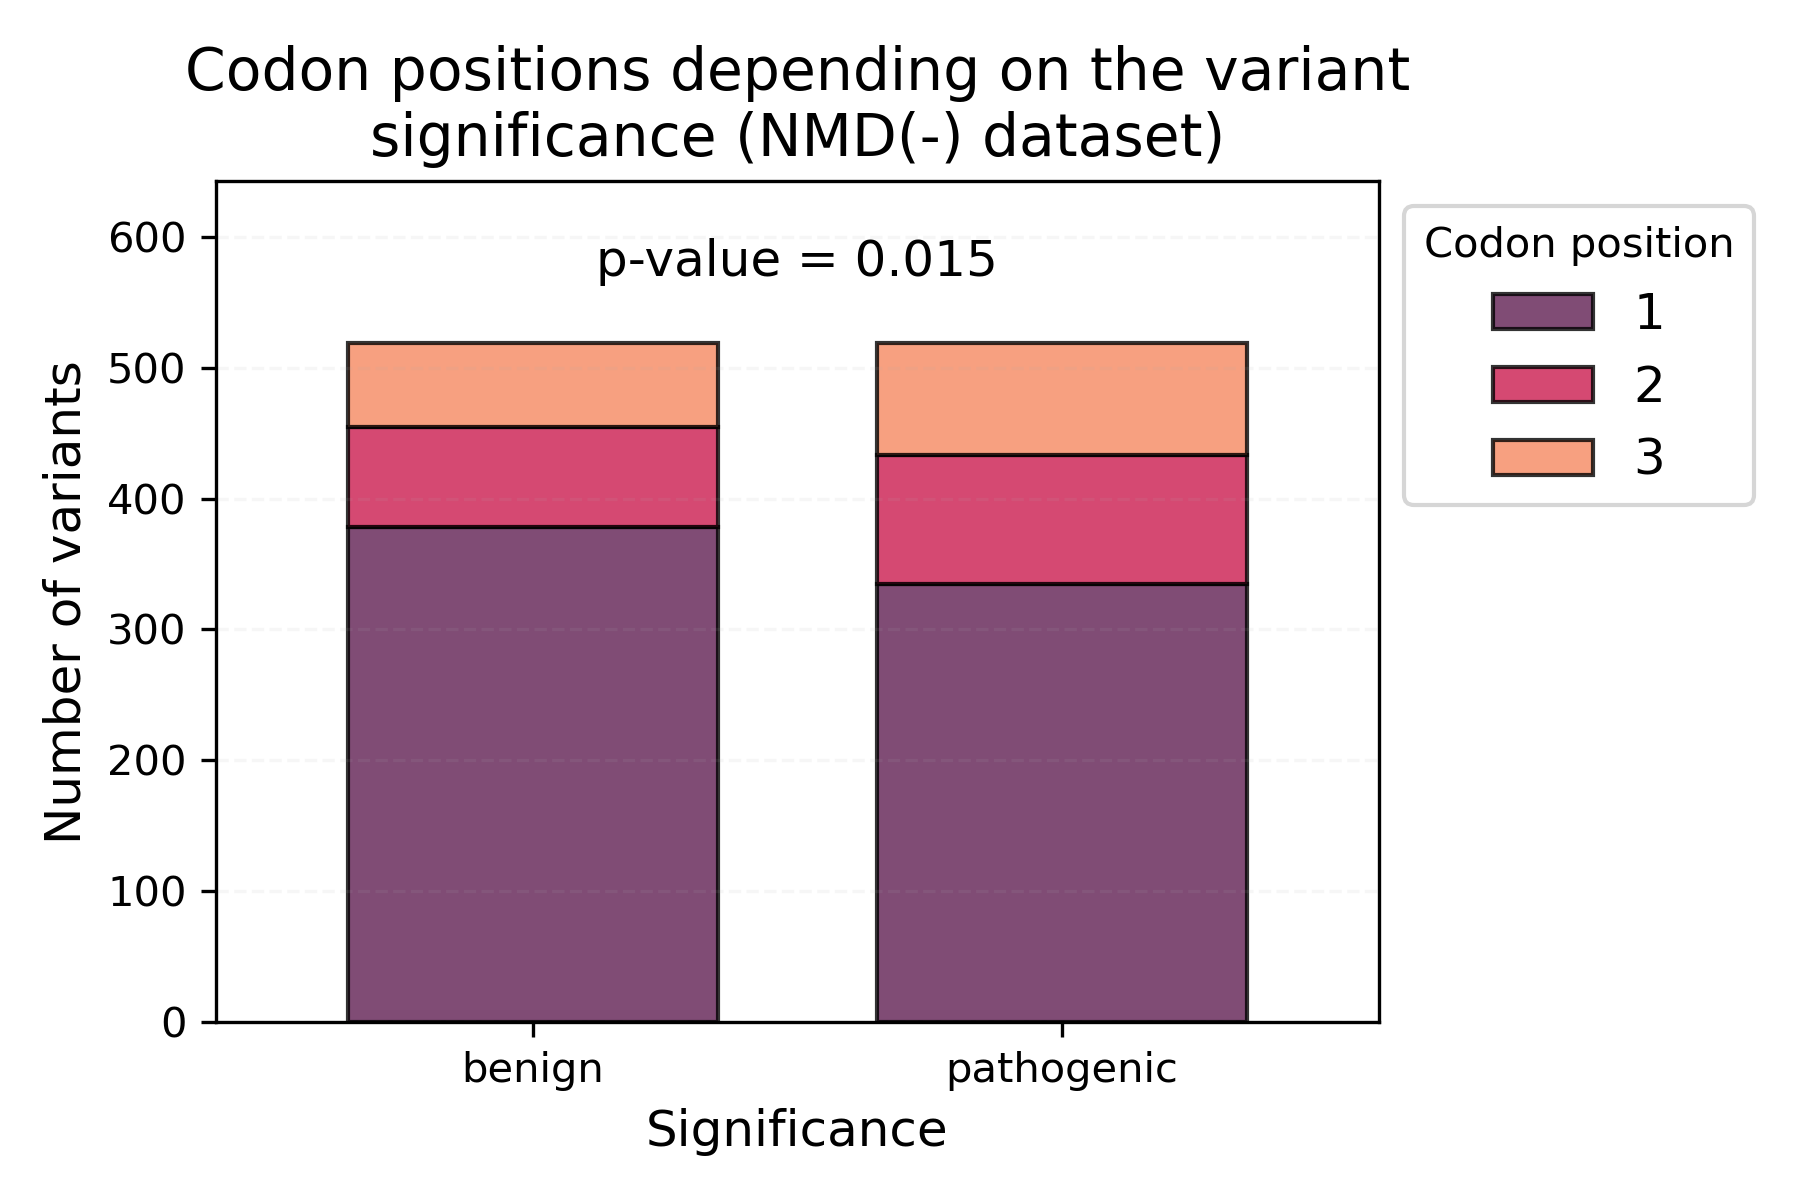 Codon positions depending on the variant
significance (NMD(-) dataset)
Number of variants
600
500
400
300
200
100
0
p-value = 0.015
benign
pathogenic
Significance
Codon position
1
2
3